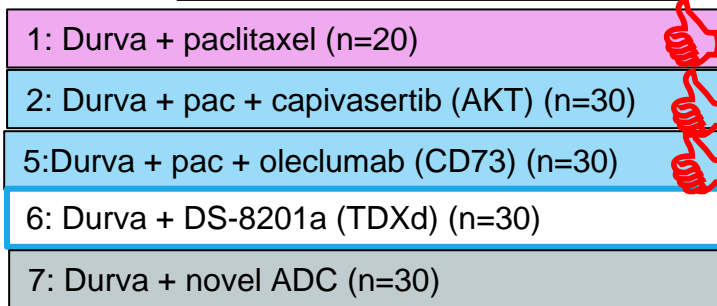 1: Durva + paclitaxel (n=20)
2: Durva + pac + capivasertib (AKT) (n=30)
5:Durva + pac + oleclumab (CD73) (n=30)
6: Durva + DS-8201a (TDXd) (n=30)
7: Durva + novel ADC (n=30)